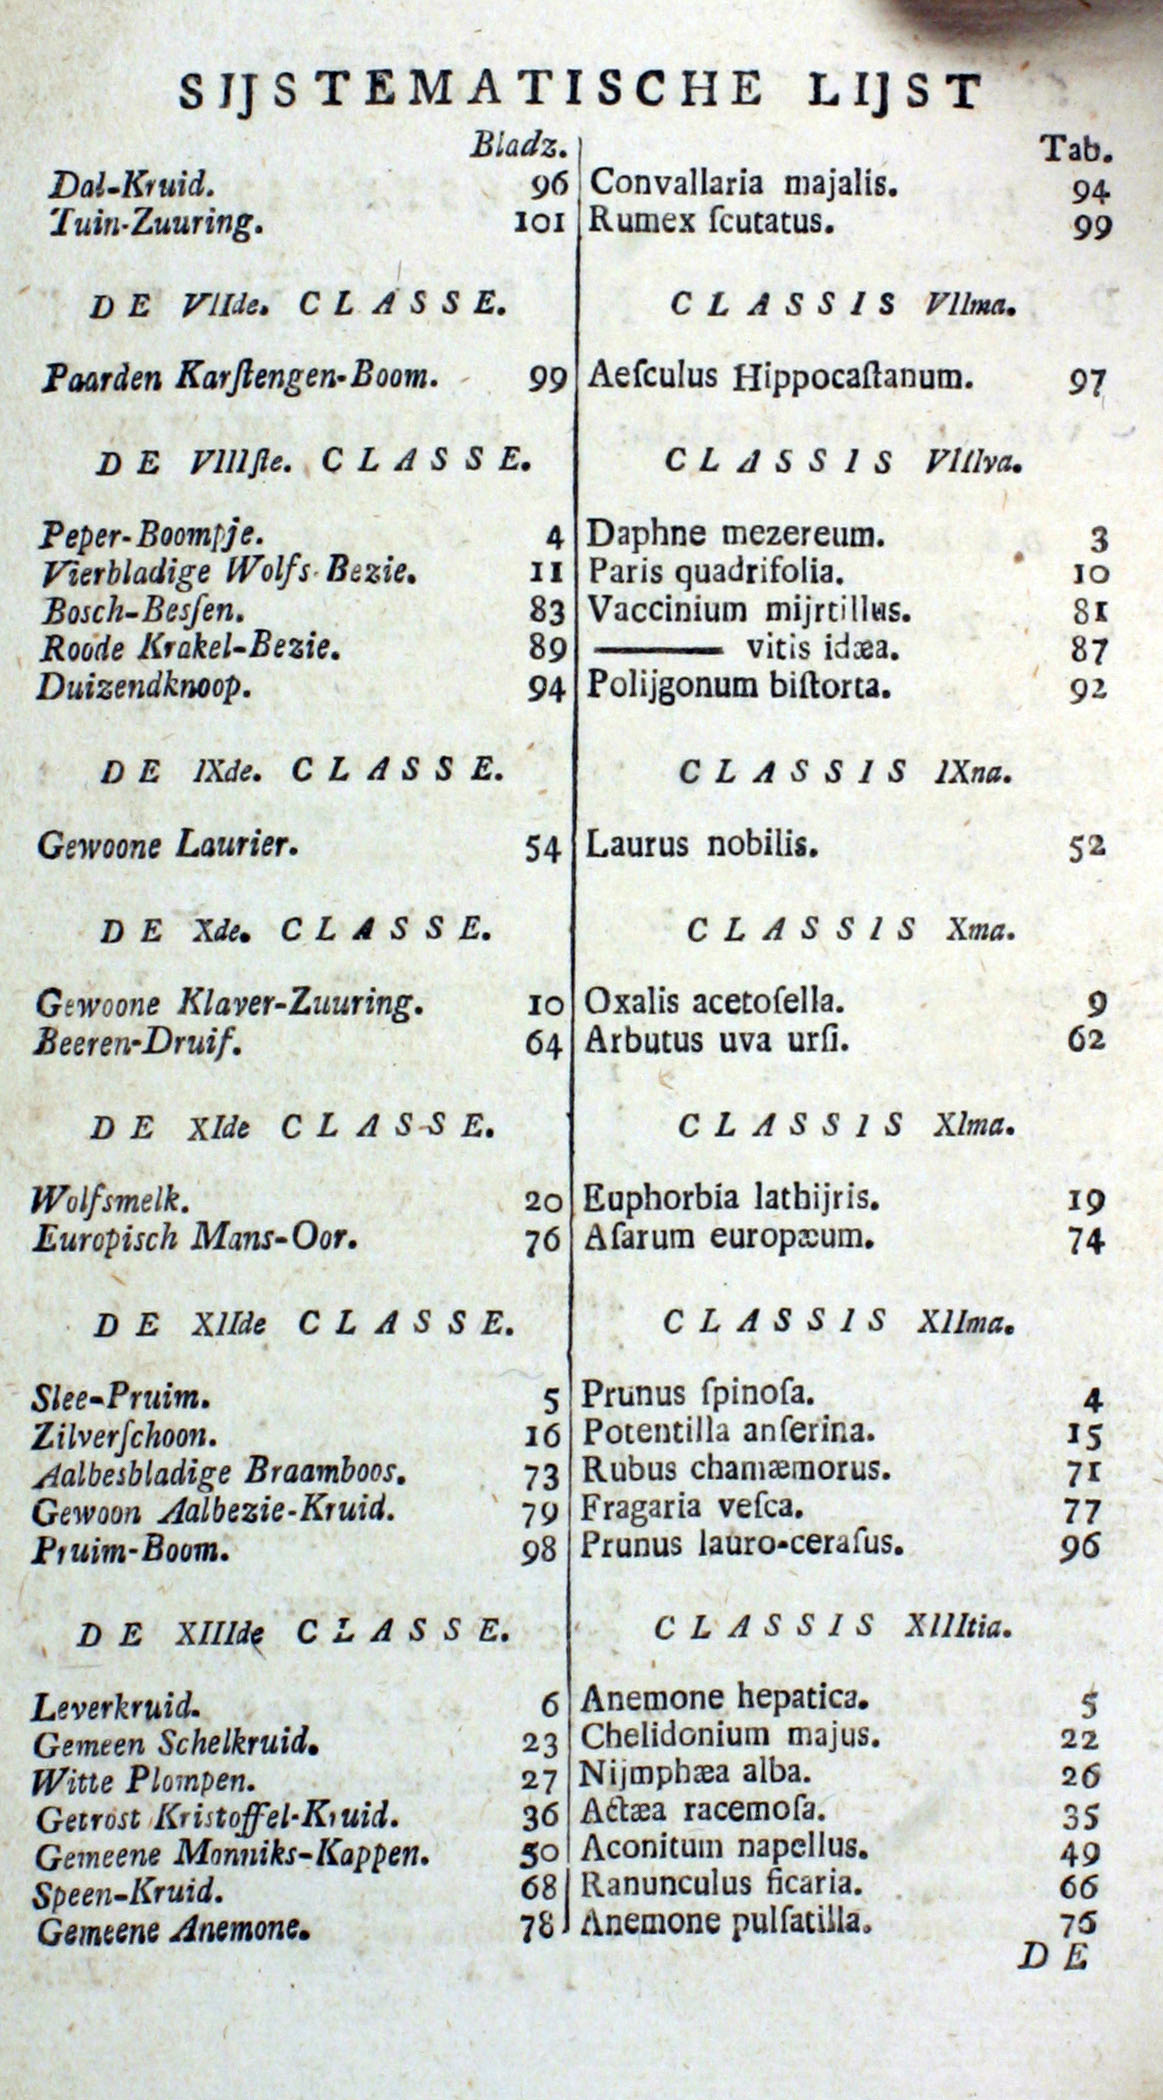 SIJSTEMATISCHE LIJST
Bladz. Tab.
Dal-Kruid. 96 Convallaria majalis. 94
Tuin-Zuuring. 101 Rumex ſcutatus. 99
DE VIIde. CLASSE. CLASSIS VIIma.
Paarden Karſtengen-Boom. 99 Aeſculus Hippocaſtanum. 97
DE VIIIſte. CLASSE. CLASSIS VIIIva.
Peper-Boompje. 4 Daphne mezereum. 3
Vierbladige Wolfs-Bezie. 11 Paris quadrifolia. 10
Bosch-Besſen. 83 Vaccinium mijrtillus. 81
Roode Krakel-Bezie. 89 ——— vitis idæa. 87
Duizendknoop. 94 Polijgonum biſtorta. 92
DE IXde. CLASSE. CLASSIS IXna.
Gewoone Laurier. 54 Laurus nobilis. 52
DE Xde. CLASSE. CLASSIS Xma.
Gewoone Klaver-Zuuring. 10 Oxalis acetoſella. 9
Beeren-Druif. 64 Arbutus uva urſi. 62
DE XIde CLASSE. CLASSIS XIma.
Wolfsmelk. 20 Euphorbia lathijris. 19
Europisch Mans-Oor. 76 Aſarum europæum. 74
DE XIIde CLASSE. CLASSIS XIIma.
Slee-Pruim. 5 Prunus ſpinoſa. 4
Zilverſchoon. 16 Potentilla anſerina. 15
Aalbesbladige Braamboos. 73 Rubus chamæmorus. 71
Gewoon Aalbezie-Kruid. 79 Fragaria veſca. 77
Pruim-Boom. 98 Prunus lauro-ceraſus. 96
DE XIIIde CLASSE. CLASSIS XIIItia.
Leverkruid. 6 Anemone hepatica. 5
Gemeen Schelkruid. 23 Chelidonium majus. 22
Witte Plompen. 27 Nijmphæa alba. 26
Getrost Kristoffel-Kruid. 36 Actæa racemoſa. 35
Gemeene Monniks-Kappen. 50 Aconitum napellus. 49
Speen-Kruid. 68 Ranunculus ficaria. 66
Gemeene Anemone. 78 Anemone pulſatilla. 76
DE